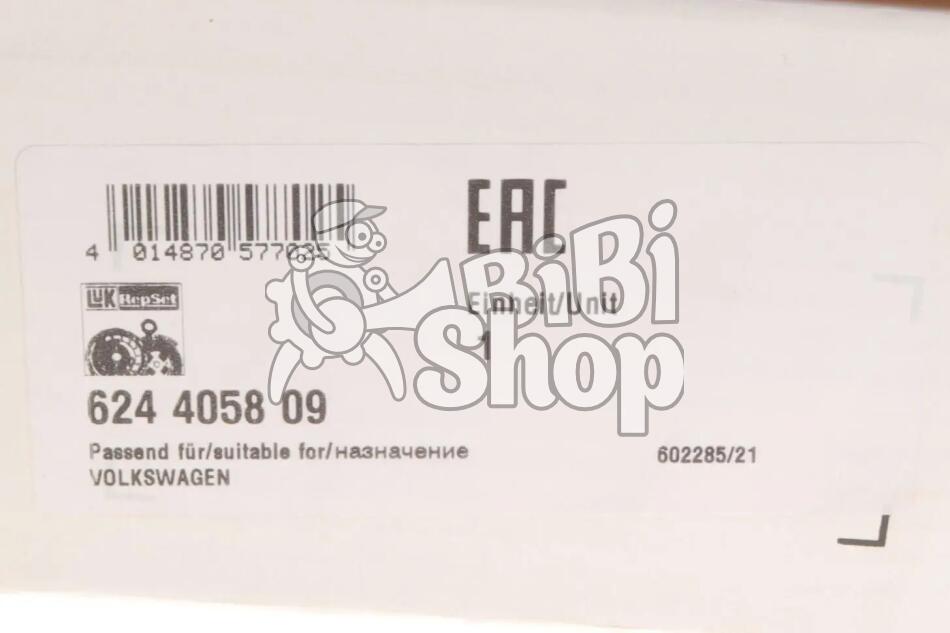 EAC
4 014870 577035
BiBi
Shop
Einheit/Unit
1
LUK RepSet
624 4058 09
Passend für/suitable for/назначение
VOLKSWAGEN
602285/21